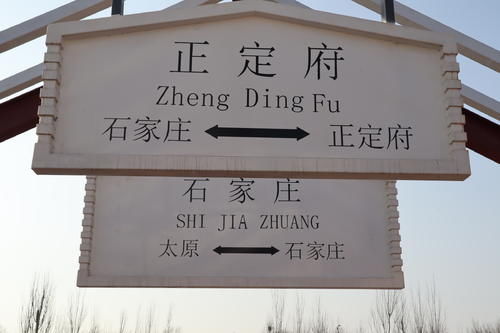 正定府
Zheng Ding Fu
石家庄 ⟷ 正定府
石家庄
SHI JIA ZHUANG
太原 ⟷ 石家庄